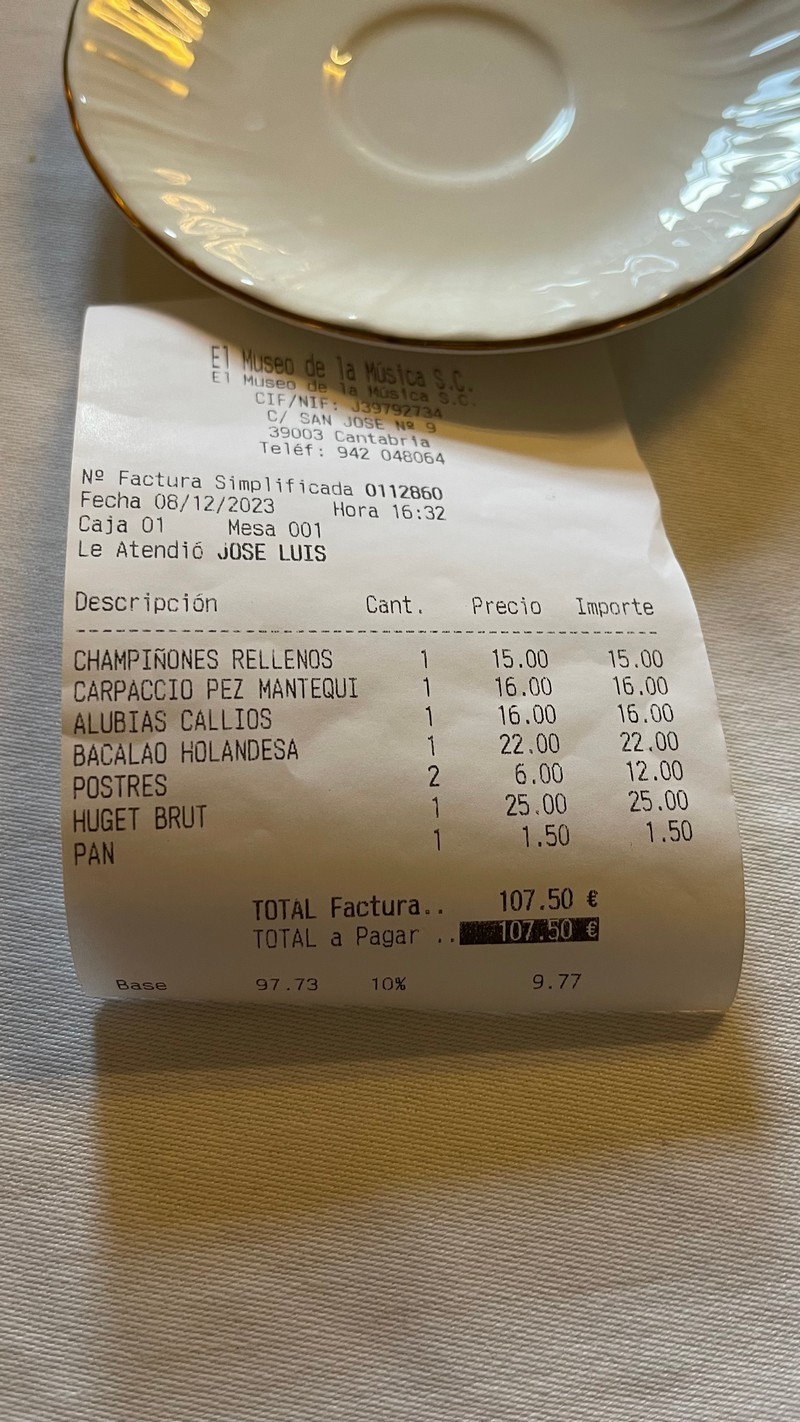 El Museo de la Música S.C.
El Museo de la Música S.C.
CIF/NIF: J39792734
C/ SAN JOSE Nº 9
39003 Cantabria
Teléf: 942 048064
Nº Factura Simplificada 0112860
Fecha 08/12/2023 Hora 16:32
Caja 01 Mesa 001
Le Atendió JOSE LUIS
Descripción Cant. Precio Importe
CHAMPIÑONES RELLENOS 1 15.00 15.00
CARPACCIO PEZ MANTEQUI 1 16.00 16.00
ALUBIAS CALLIOS 1 16.00 16.00
BACALAO HOLANDESA 1 22.00 22.00
POSTRES 2 6.00 12.00
HUGET BRUT 1 25.00 25.00
PAN 1 1.50 1.50
TOTAL Factura.. 107.50 €
TOTAL a Pagar .. 107.50 €
Base 97.73 10% 9.77